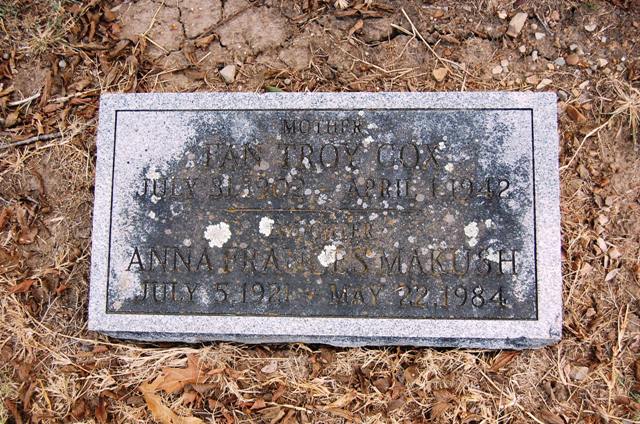 MOTHER
FAN TROY COX
JULY 31, 1902 - APRIL 1, 1942
DAUGHTER
ANNA FRANCES MAKUSH
JULY 5, 1921 - MAY 22, 1984